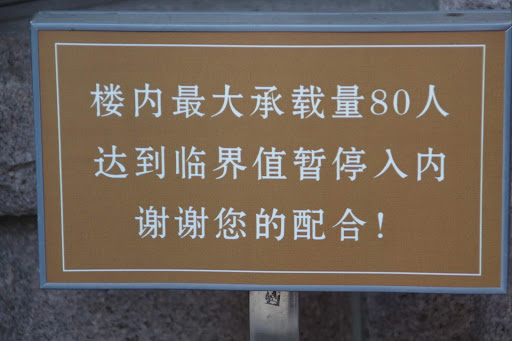 楼内最大承载量80人
达到临界值暂停入内
谢谢您的配合!